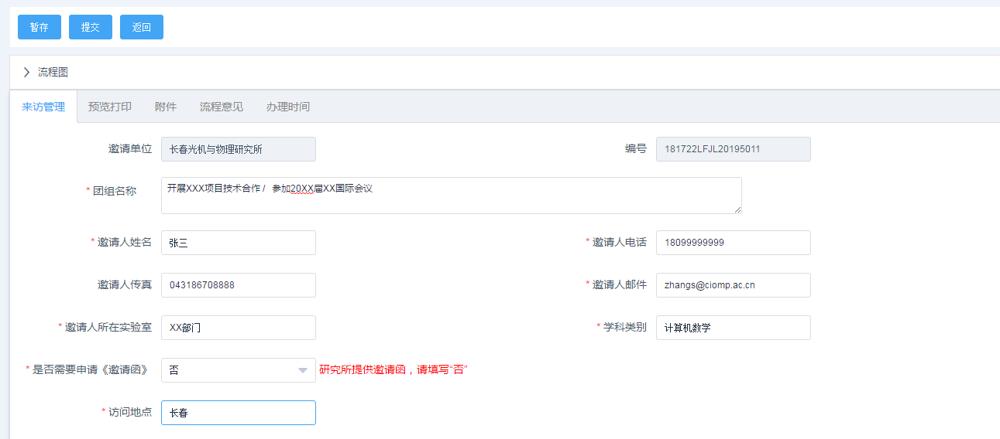 暂存 提交 返回
流程图
来访管理 预览打印 附件 流程意见 办理时间
邀请单位 长春光机与物理研究所 编号 181722LFJL20195011
* 团组名称 开展XXX项目技术合作 / 参加20XX届XX国际会议
* 邀请人姓名 张三 * 邀请人电话 18099999999
邀请人传真 043186708888 * 邀请人邮件 zhangs@ciomp.ac.cn
* 邀请人所在实验室 XX部门 * 学科类别 计算机数学
* 是否需要申请《邀请函》 否 研究所提供邀请函，请填写“否”
* 访问地点 长春